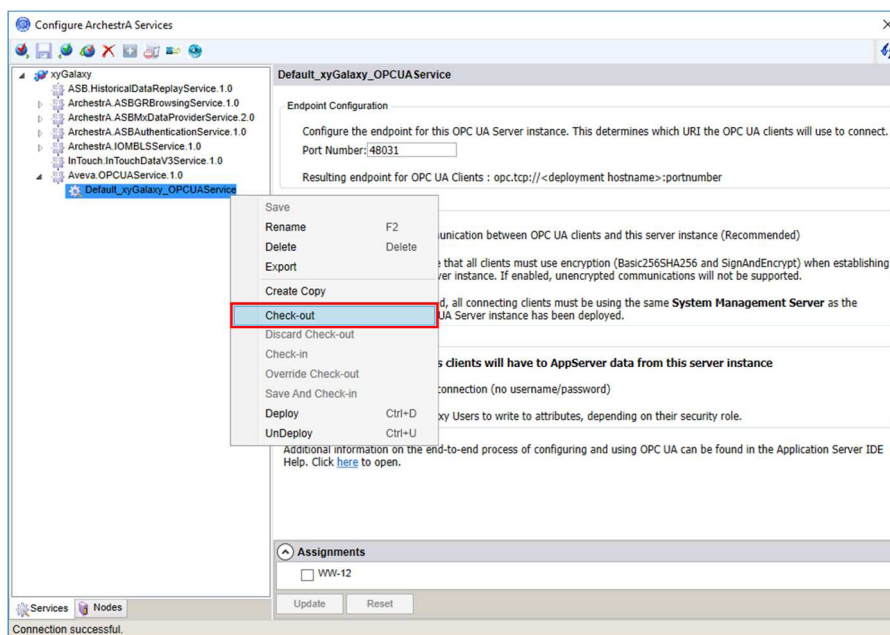 Configure ArchestrA Services
xyGalaxy
ASB.HistoricalDataReplayService.1.0
ArchestrA.ASBGRBrowsingService.1.0
ArchestrA.ASBMxDataProviderService.2.0
ArchestrA.ASBAuthenticationService.1.0
ArchestrA.IOMBLSService.1.0
InTouch.InTouchDataV3Service.1.0
Aveva.OPCUAService.1.0
Default_xyGalaxy_OPCUAService
Save
Rename F2
Delete Delete
Export
Create Copy
Check-out
Discard Check-out
Check-in
Override Check-out
Save And Check-in
Deploy Ctrl+D
UnDeploy Ctrl+U
Default_xyGalaxy_OPCUAService
Endpoint Configuration
Configure the endpoint for this OPC UA Server instance. This determines which URI the OPC UA clients will use to connect.
Port Number: 48031
Resulting endpoint for OPC UA Clients : opc.tcp://<deployment hostname>:portnumber
between OPC UA clients and this server instance (Recommended)
that all clients must use encryption (Basic256SHA256 and SignAndEncrypt) when establishing
instance. If enabled, unencrypted communications will not be supported.
all connecting clients must be using the same System Management Server as the
Server instance has been deployed.
clients will have to AppServer data from this server instance
connection (no username/password)
Users to write to attributes, depending on their security role.
Additional information on the end-to-end process of configuring and using OPC UA can be found in the Application Server IDE
Help. Click here to open.
Assignments
WW-12
Update Reset
Services Nodes
Connection successful.